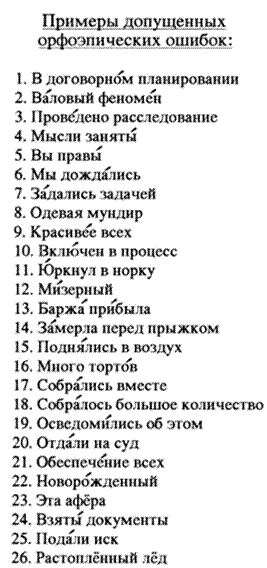 Примеры допущенных
орфоэпических ошибок:
1. В договорно́м планировании
2. Ва́ловый феноме́н
3. Прове́дено расследование
4. Мысли заняты́
5. Вы правы́
6. Мы дожда́лись
7. За́дались задачей
8. Одевая мундир
9. Красиве́е всех
10. Вклю́чен в процесс
11. Ю́ркнул в норку
12. Ми́зерный
13. Баржа́ при́была
14. За́мерла перед прыжком
15. Подня́лись в воздух
16. Много торто́в
17. Собра́лись вместе
18. Собра́лось большое количество
19. Осведоми́лись об этом
20. Отда́ли на суд
21. Обеспече́ние всех
22. Новоро́жденный
23. Эта афёра
24. Взяты́ документы
25. Пода́ли иск
26. Растоплённый лёд